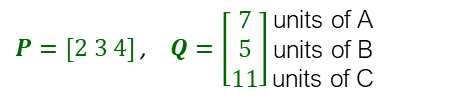 7 units of A
P = [2 3 4], Q = 5 units of B
11 units of C